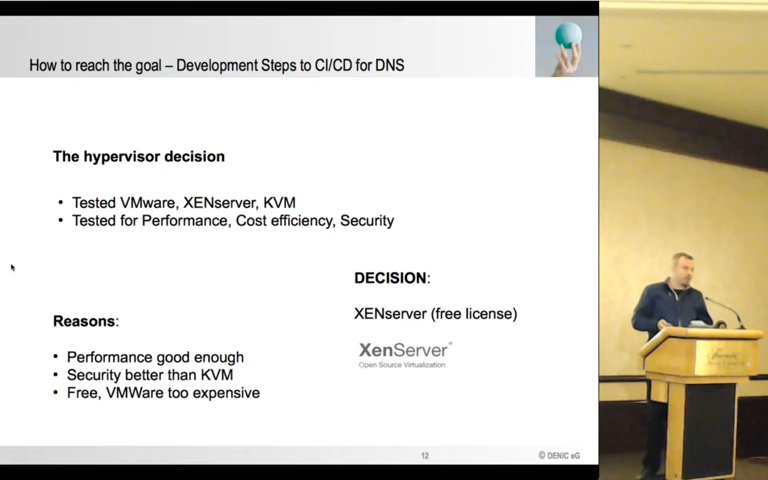 How to reach the goal – Development Steps to CI/CD for DNS
The hypervisor decision
• Tested VMware, XENserver, KVM
• Tested for Performance, Cost efficiency, Security
DECISION:
XENserver (free license)
XenServer
Open Source Virtualization
Reasons:
• Performance good enough
• Security better than KVM
• Free, VMWare too expensive
12
© DENIC eG